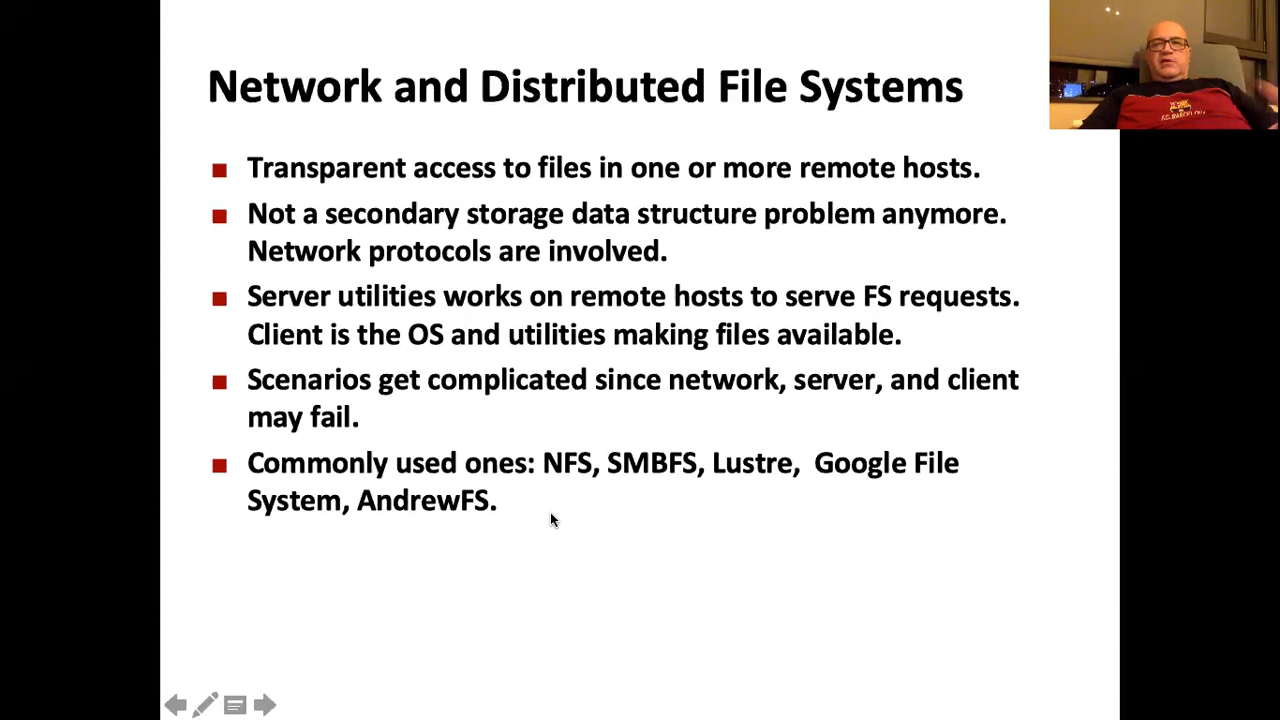 Network and Distributed File Systems
Transparent access to files in one or more remote hosts.
Not a secondary storage data structure problem anymore.
Network protocols are involved.
Server utilities works on remote hosts to serve FS requests.
Client is the OS and utilities making files available.
Scenarios get complicated since network, server, and client
may fail.
Commonly used ones: NFS, SMBFS, Lustre,  Google File
System, AndrewFS.
F.C. BARCELONA